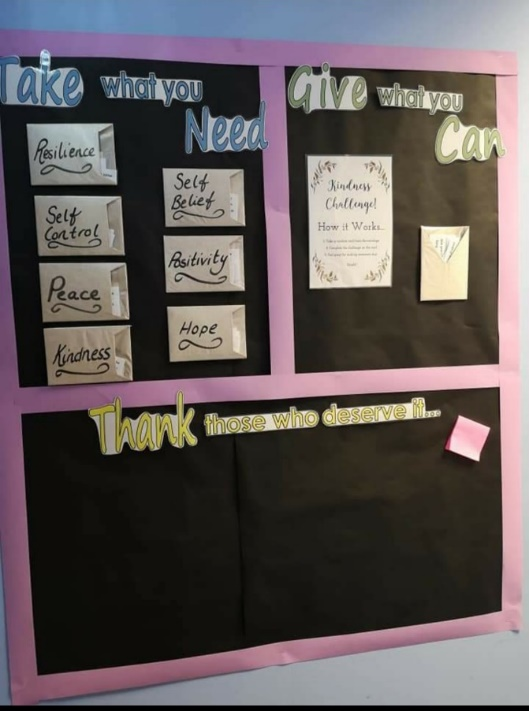 Take what you
Need
Resilience
Self
Control
Peace
Kindness
Self
Belief
Positivity
Hope
Give what you
Can
Kindness
Challenge!
How it Works..
Thank those who deserve it...